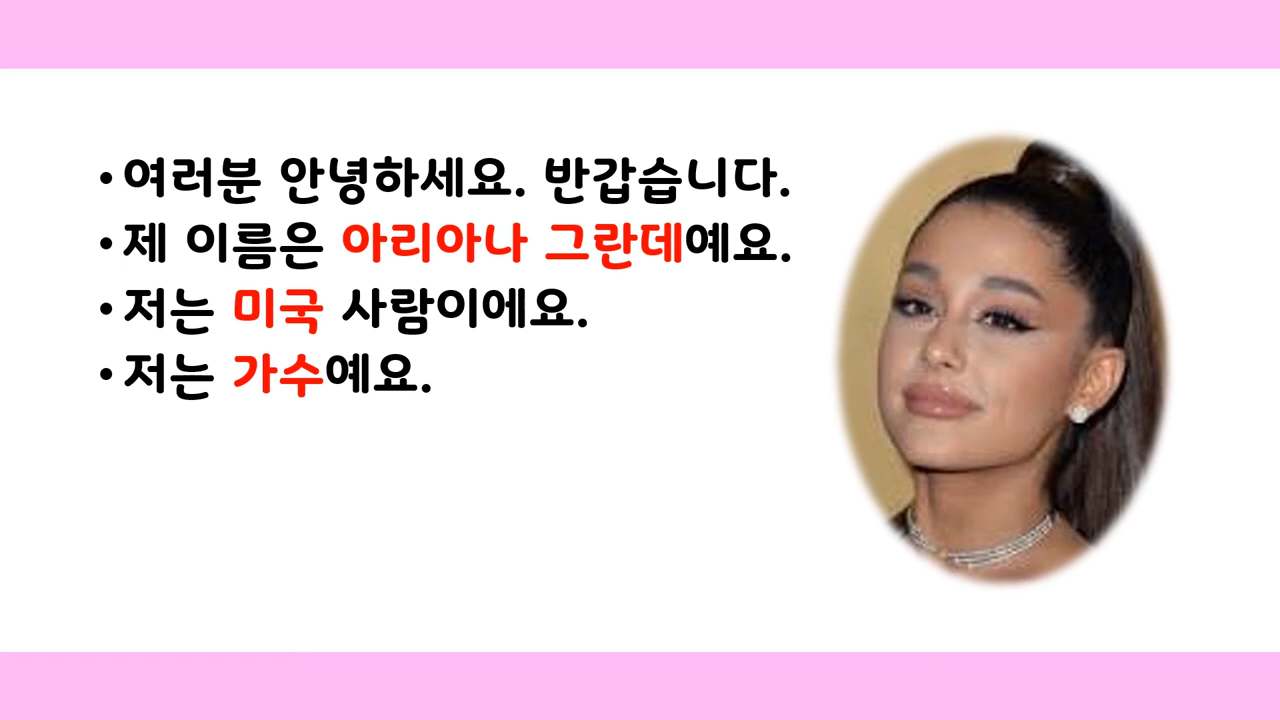 • 여러분 안녕하세요. 반갑습니다.
• 제 이름은 아리아나 그란데예요.
• 저는 미국 사람이에요.
• 저는 가수예요.